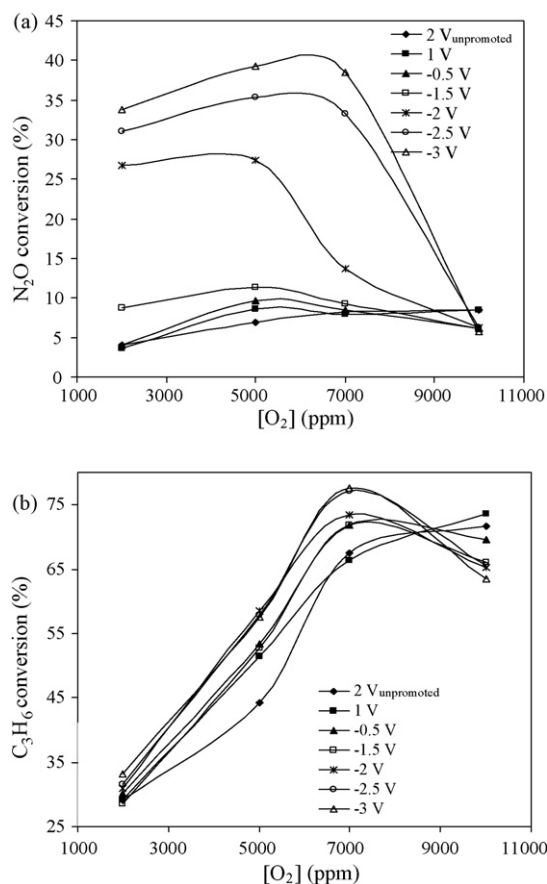 (a)
45
40
35
30
25
20
15
10
5
0
N₂O conversion (%)
2 Vunpromoted
1 V
-0.5 V
-1.5 V
-2 V
-2.5 V
-3 V
1000 3000 5000 7000 9000 11000
[O₂] (ppm)
(b)
75
65
55
45
35
25
C₃H₆ conversion (%)
2 Vunpromoted
1 V
-0.5 V
-1.5 V
-2 V
-2.5 V
-3 V
1000 3000 5000 7000 9000 11000
[O₂] (ppm)